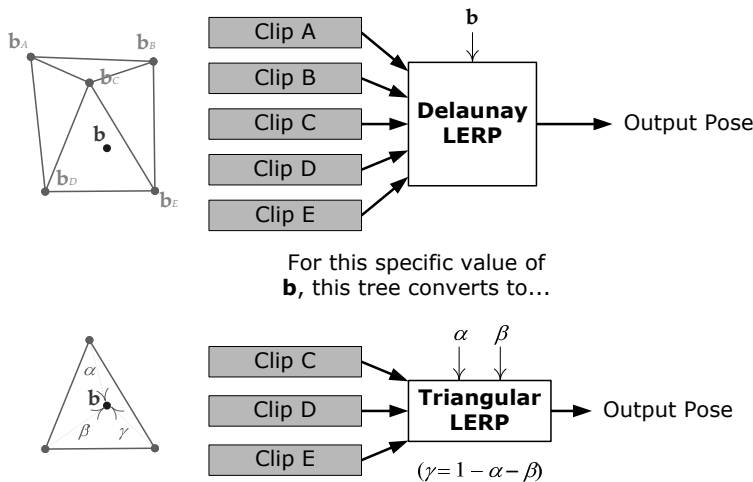 b_A
b_B
b_C
b
b_D
b_E
Clip A
Clip B
Clip C
Clip D
Clip E
b
Delaunay
LERP
Output Pose
For this specific value of
b, this tree converts to...
α
b
β
γ
Clip C
Clip D
Clip E
α
β
Triangular
LERP
Output Pose
(γ = 1 − α − β)